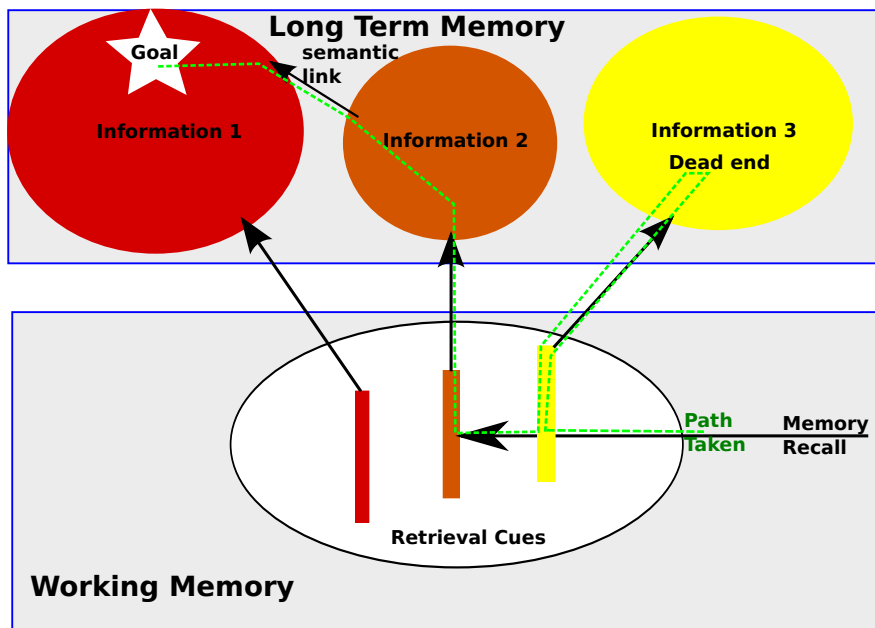 Long Term Memory
Goal
semantic
link
Information 1
Information 2
Information 3
Dead end
Path
Taken
Memory
Recall
Retrieval Cues
Working Memory